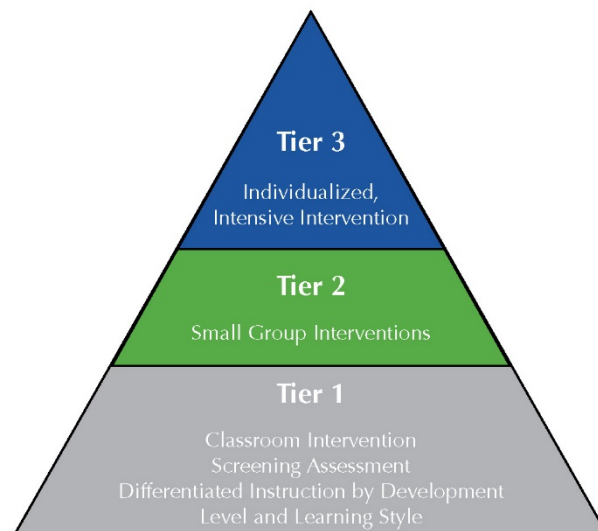 Tier 3
Individualized,
Intensive Intervention
Tier 2
Small Group Interventions
Tier 1
Classroom Intervention
Screening Assessment
Differentiated Instruction by Development
Level and Learning Style